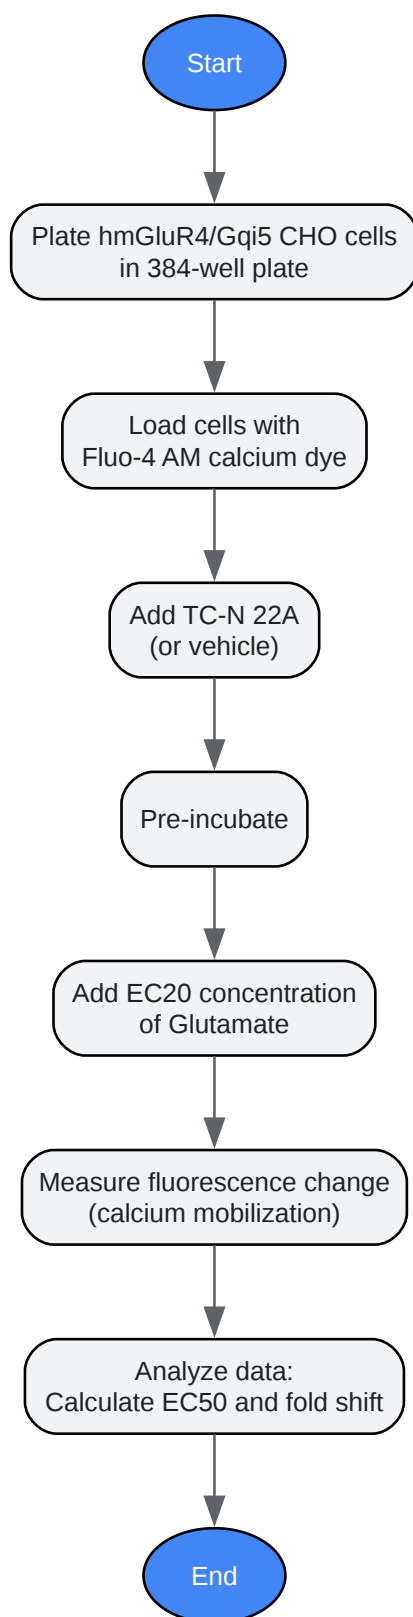 Start
Plate hmGluR4/Gqi5 CHO cells
in 384-well plate
Load cells with
Fluo-4 AM calcium dye
Add TC-N 22A
(or vehicle)
Pre-incubate
Add EC20 concentration
of Glutamate
Measure fluorescence change
(calcium mobilization)
Analyze data:
Calculate EC50 and fold shift
End